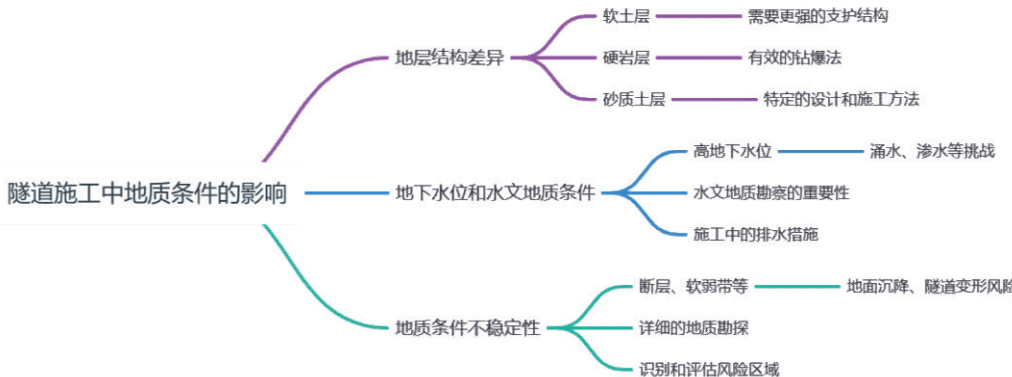 隧道施工中地质条件的影响
地层结构差异
软土层
需要更强的支护结构
硬岩层
有效的钻爆法
砂质土层
特定的设计和施工方法
地下水位和水文地质条件
高地下水位
涌水、渗水等挑战
水文地质勘察的重要性
施工中的排水措施
地质条件不稳定性
断层、软弱带等
地面沉降、隧道变形风险
详细的地质勘探
识别和评估风险区域